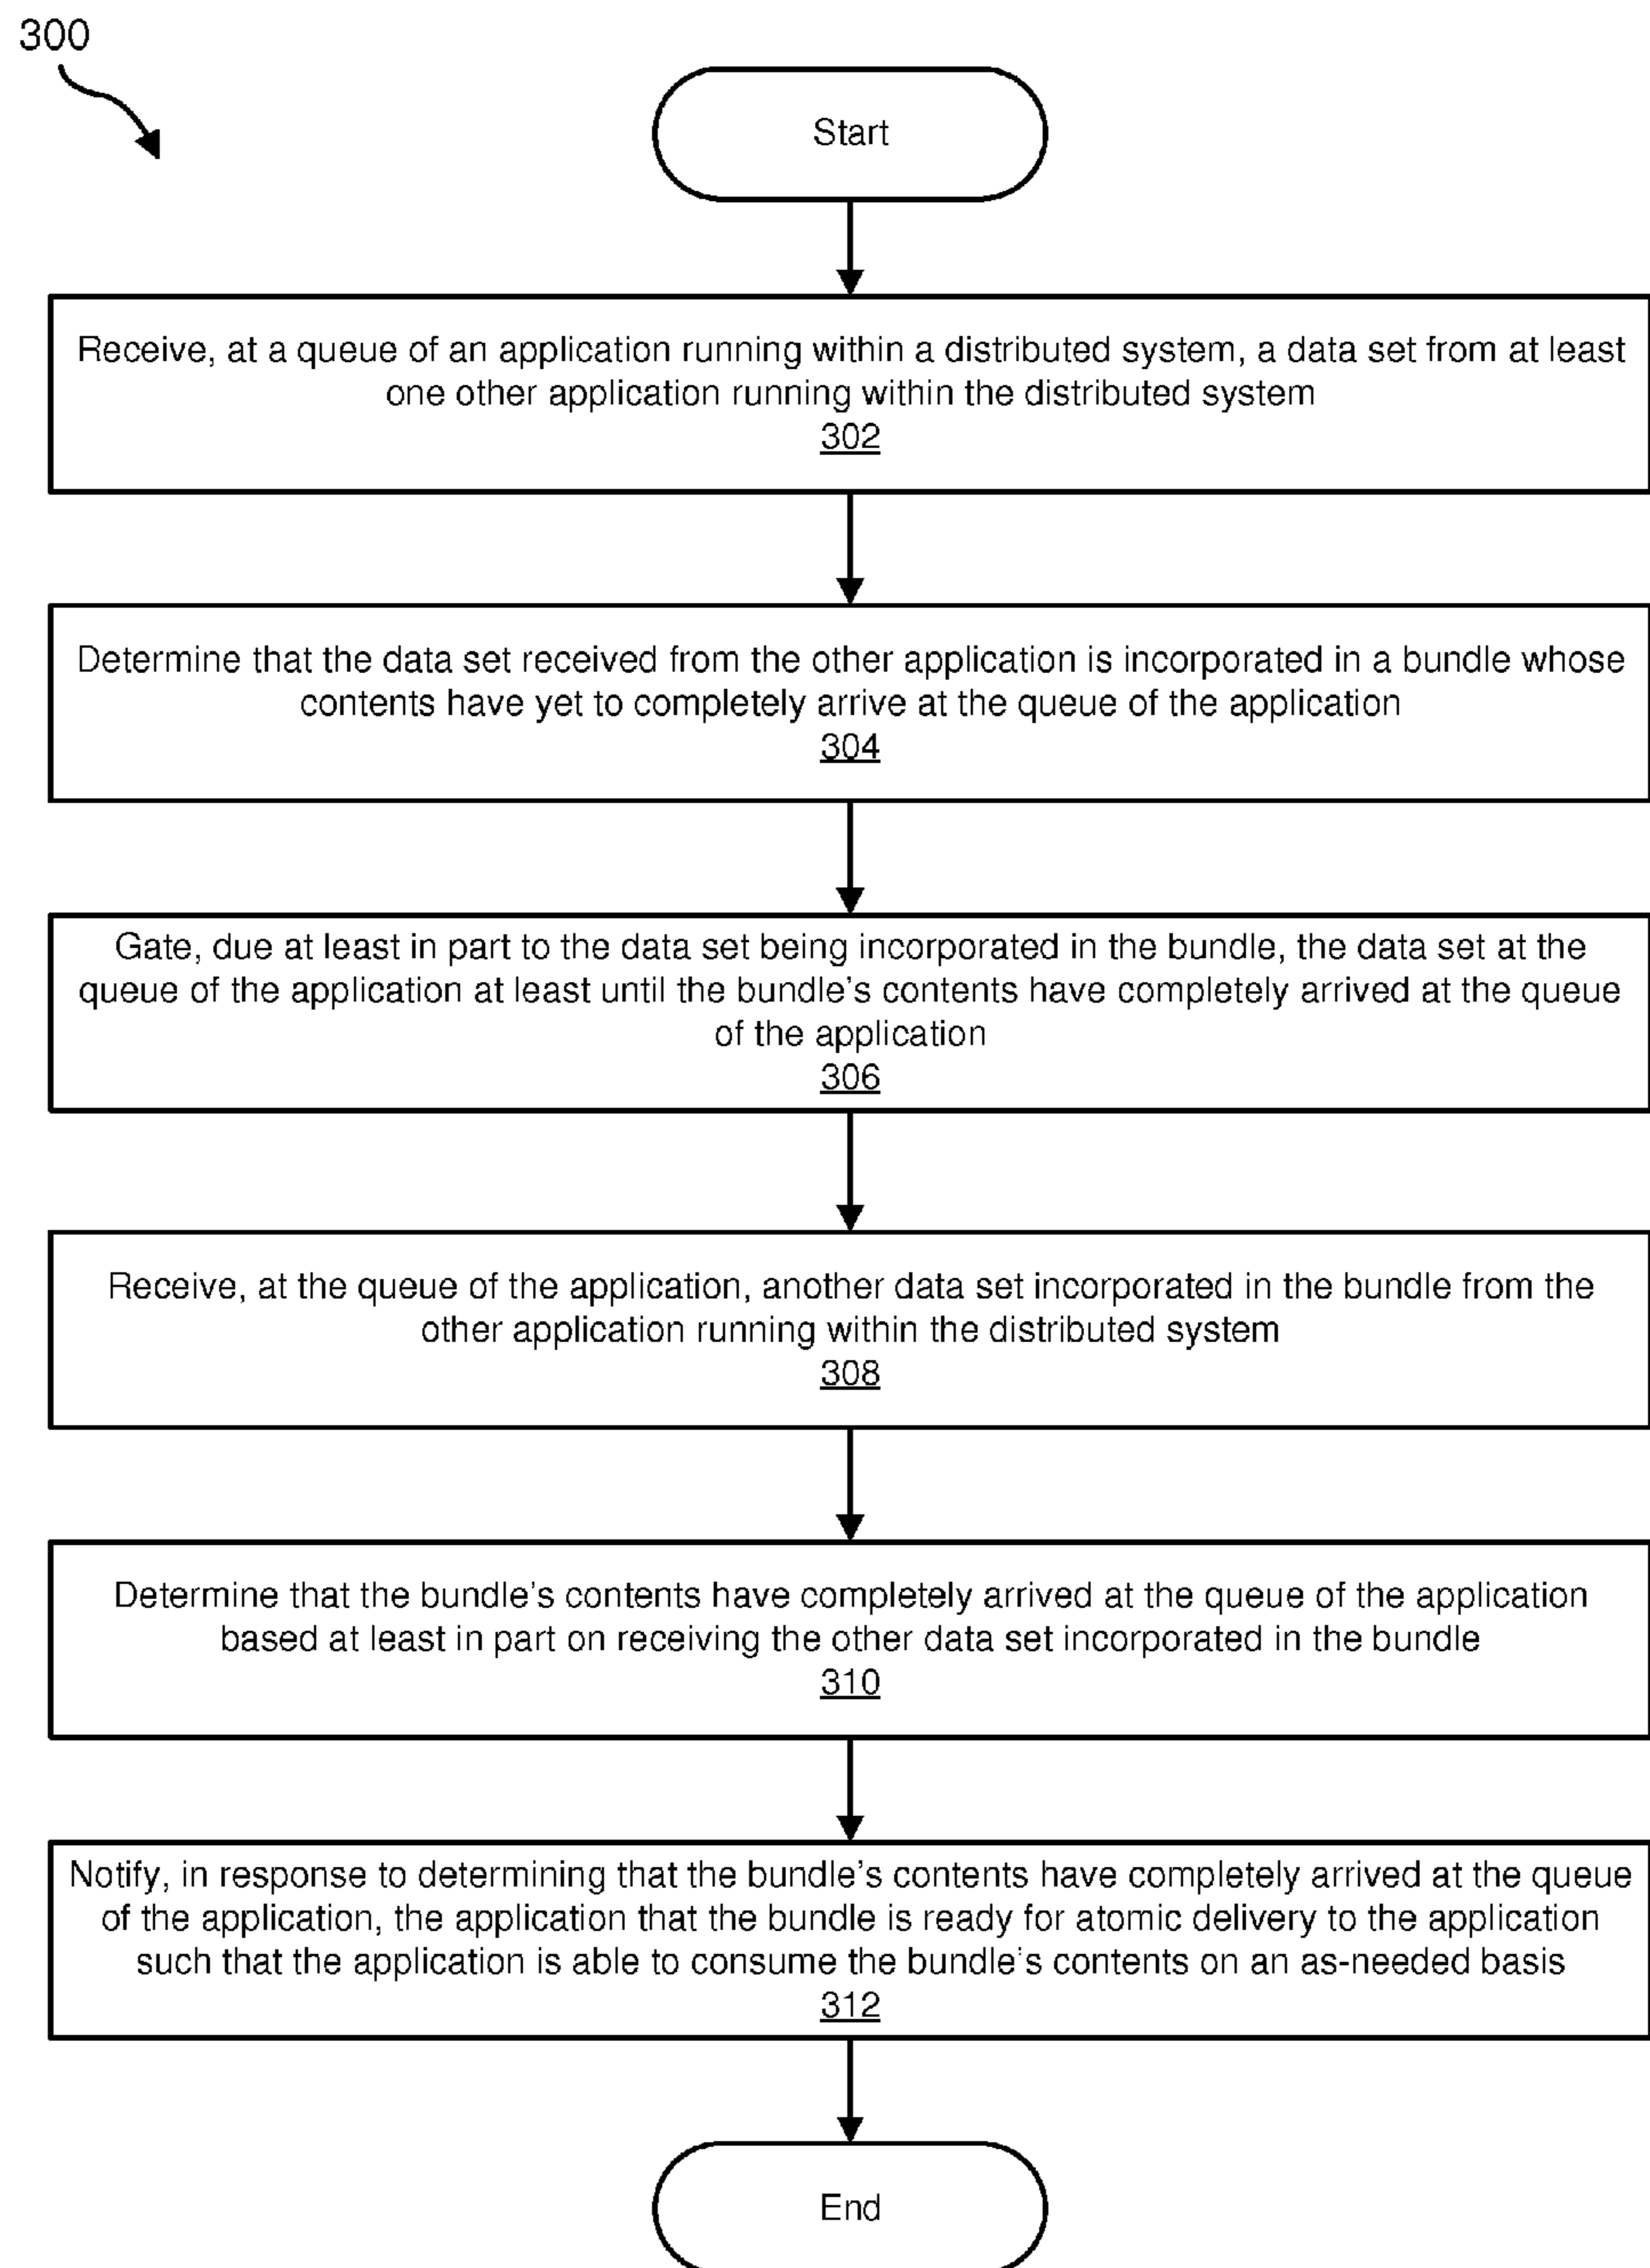 300
Start
Receive, at a queue of an application running within a distributed system, a data set from at least
one other application running within the distributed system
302
Determine that the data set received from the other application is incorporated in a bundle whose
contents have yet to completely arrive at the queue of the application
304
Gate, due at least in part to the data set being incorporated in the bundle, the data set at the
queue of the application at least until the bundle's contents have completely arrived at the queue
of the application
306
Receive, at the queue of the application, another data set incorporated in the bundle from the
other application running within the distributed system
308
Determine that the bundle's contents have completely arrived at the queue of the application
based at least in part on receiving the other data set incorporated in the bundle
310
Notify, in response to determining that the bundle's contents have completely arrived at the queue
of the application, the application that the bundle is ready for atomic delivery to the application
such that the application is able to consume the bundle's contents on an as-needed basis
312
End